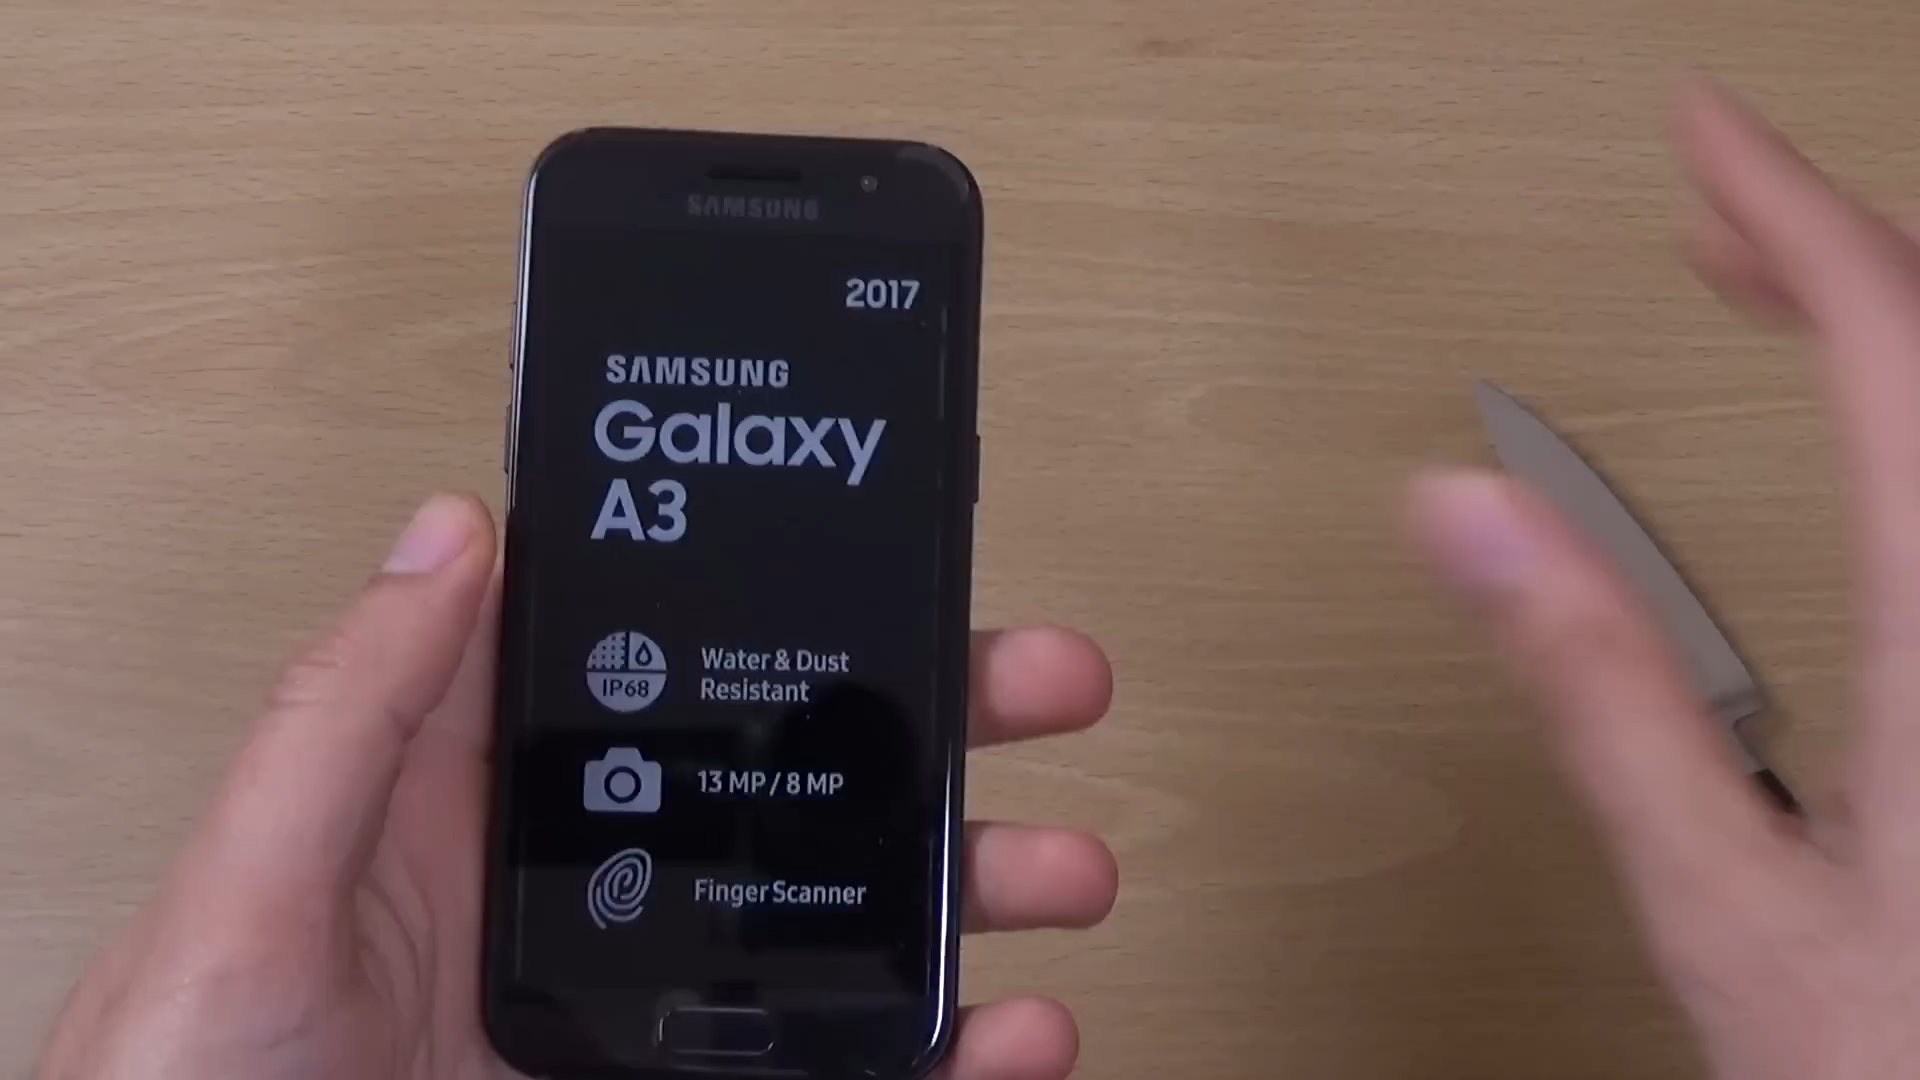 SAMSUNG
2017
SAMSUNG
Galaxy
A3
IP68
Water & Dust
Resistant
13 MP / 8 MP
Finger Scanner